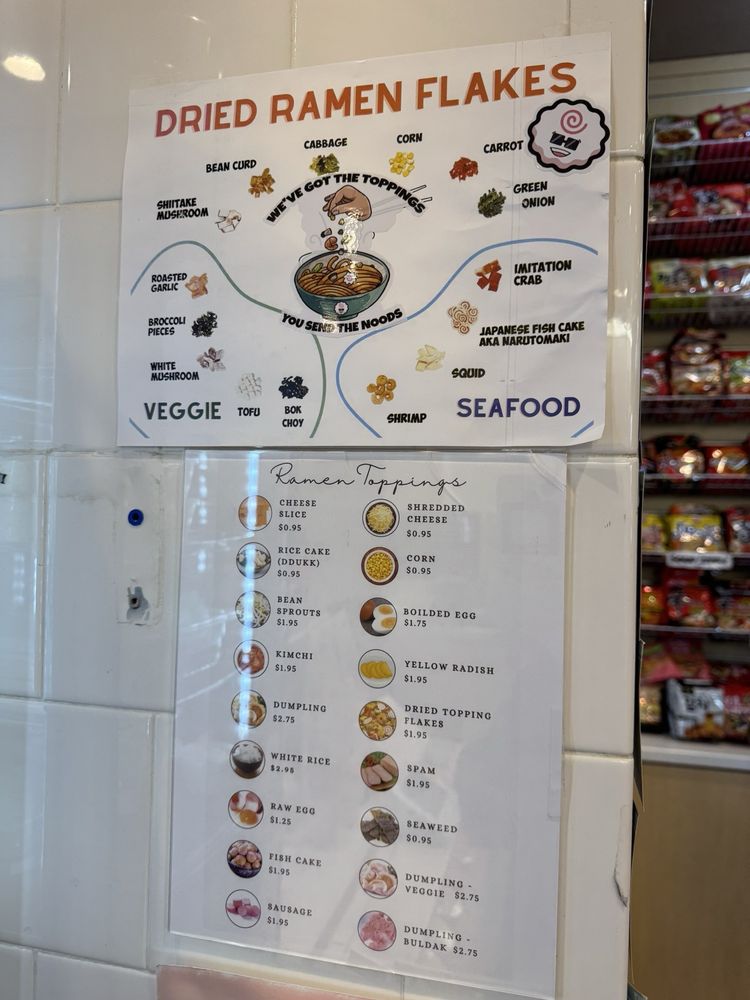 DRIED RAMEN FLAKES
CABBAGE
CORN
BEAN CURD
CARROT
SHIITAKE
MUSHROOM
WE'VE GOT THE TOPPINGS
GREEN
ONION
ROASTED
GARLIC
IMITATION
CRAB
BROCCOLI
PIECES
YOU SEND THE NOODS
JAPANESE FISH CAKE
AKA NARUTOMAKI
WHITE
MUSHROOM
SQUID
VEGGIE
TOFU
BOK
CHOY
SHRIMP
SEAFOOD
Ramen Toppings
CHEESE
SLICE
$0.95
RICE CAKE
(DDUKK)
$0.95
BEAN
SPROUTS
$1.95
KIMCHI
$1.95
DUMPLING
$2.75
WHITE RICE
$2.95
RAW EGG
$1.25
FISH CAKE
$1.95
SAUSAGE
$1.95
SHREDDED
CHEESE
$0.95
CORN
$0.95
BOILDED EGG
$1.75
YELLOW RADISH
$1.95
DRIED TOPPING
FLAKES
$1.95
SPAM
$1.95
SEAWEED
$0.95
DUMPLING -
VEGGIE $2.75
DUMPLING -
BULDAK $2.75